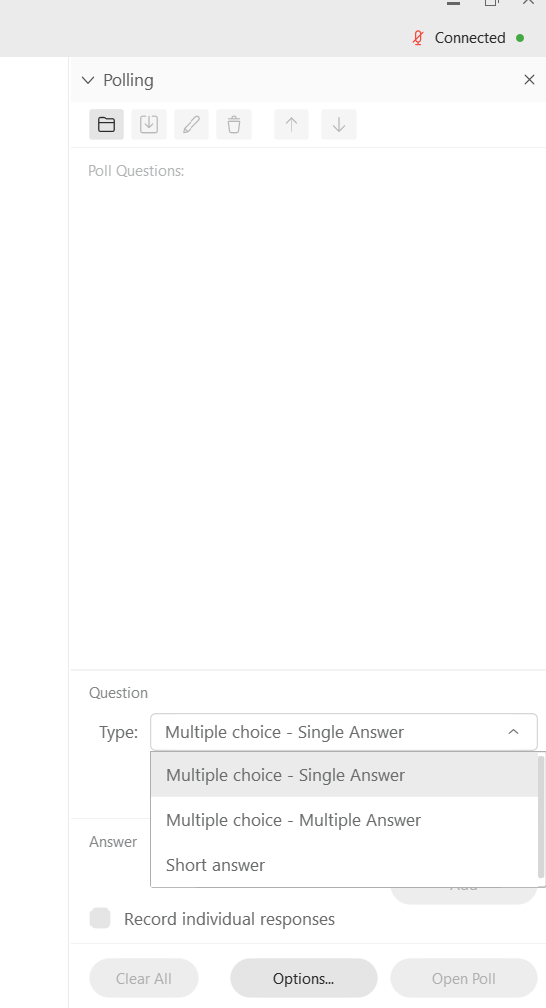 Connected
Polling
Poll Questions:
Question
Type: Multiple choice - Single Answer
Multiple choice - Single Answer
Multiple choice - Multiple Answer
Answer
Short answer
Record individual responses
Clear All Options... Open Poll